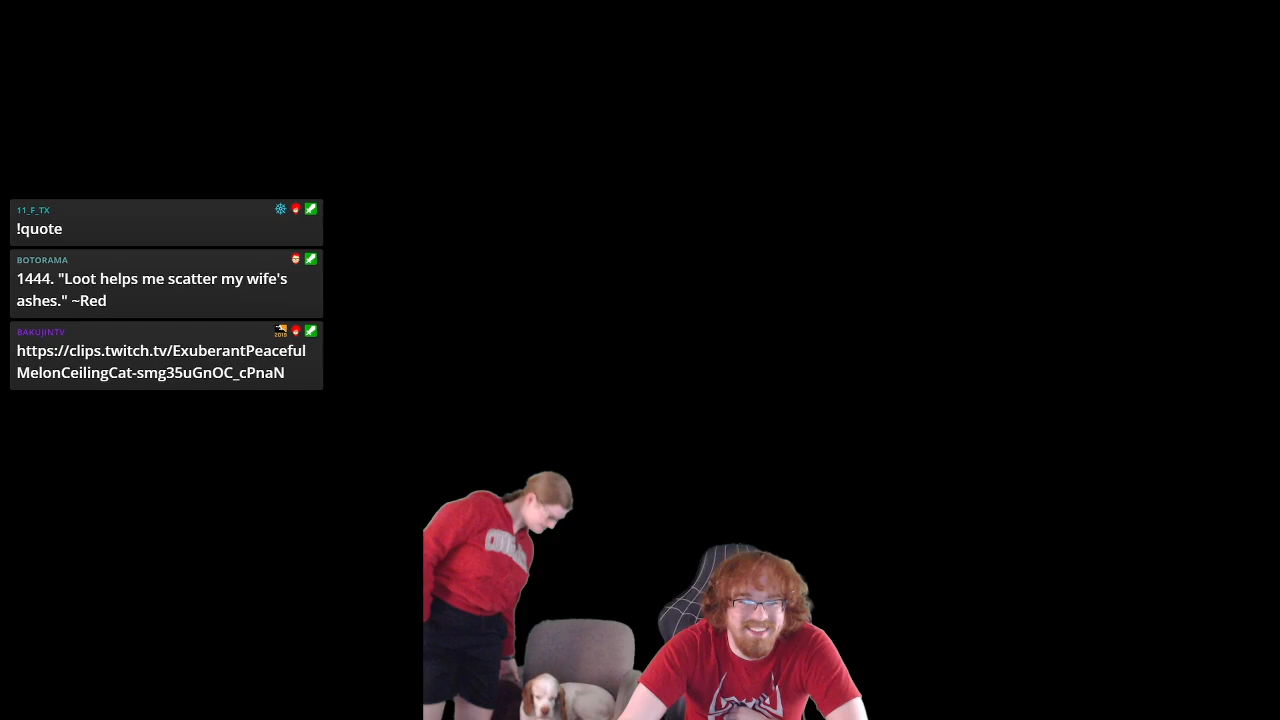 11_F_TX
!quote
BOTORAMA
1444. "Loot helps me scatter my wife's
ashes." ~Red
BAKUJINTV
2018
https://clips.twitch.tv/ExuberantPeaceful
MelonCeilingCat-smg35uGnOC_cPnaN